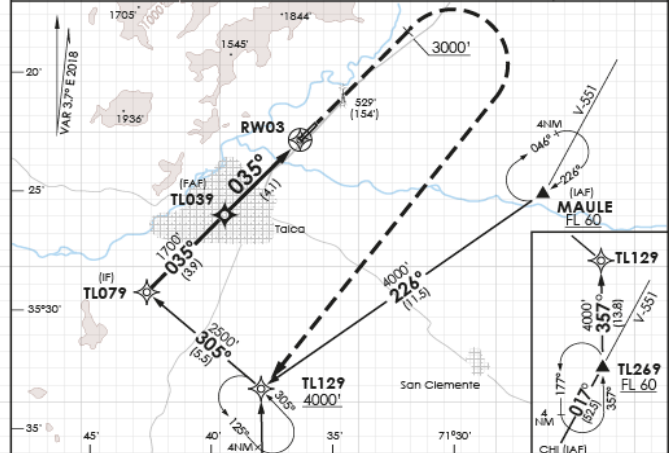 1705'
1000'
1844'
1545'
20'
3000'
VAR 3,7° E 2018
1936'
529'
(154')
RW03
V-551
4NM
046°
226°
(FAF)
TL039
035°
(4.1)
25
(IAF)
MAULE
FL 60
Talca
1700'
035°
(3.9)
(IF)
TL079
4000'
226°
(11.5)
TL129
35°30'
2500'
305°
(5.5)
4000'
357°
(13.8)
V-551
TL129
4000'
San Clemente
TL269
FL 60
305°
125°
4NM
177°
4
NM
017°
(52.5)
357°
CHI (IAF)
35'
45'
40'
35'
71°30'